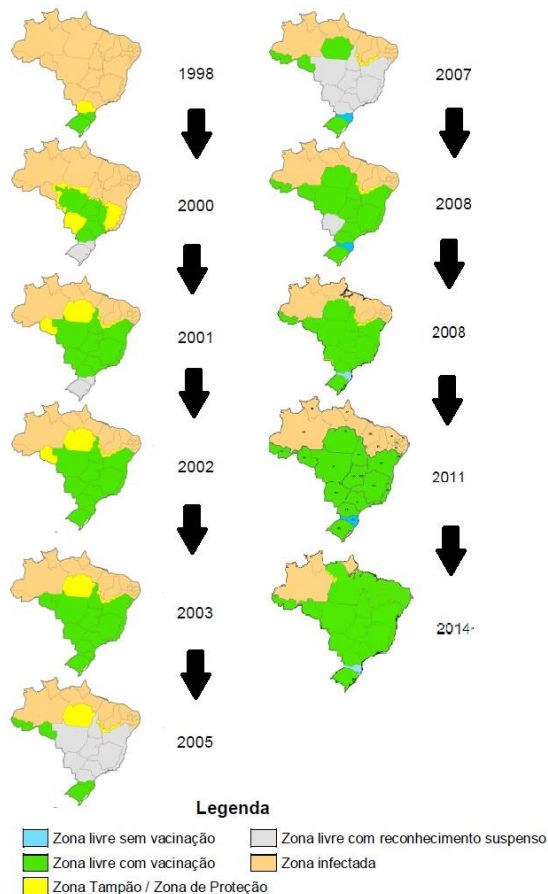 1998
2000
2001
2002
2003
2005
2007
2008
2008
2011
2014-
Legenda
Zona livre sem vacinação
Zona livre com vacinação
Zona Tampão / Zona de Proteção
Zona livre com reconhecimento suspenso
Zona infectada